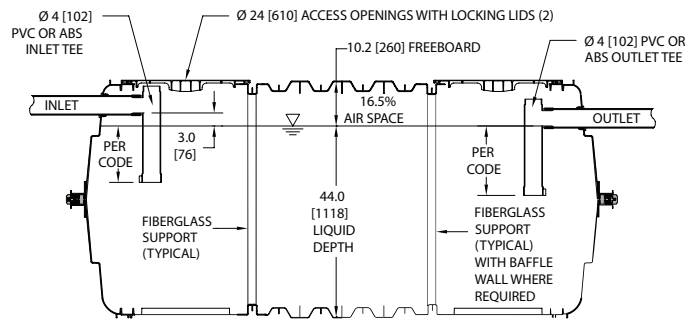 Ø 4 [102]
PVC OR ABS
INLET TEE
Ø 24 [610] ACCESS OPENINGS WITH LOCKING LIDS (2)
10.2 [260] FREEBOARD
Ø 4 [102] PVC OR
ABS OUTLET TEE
INLET
16.5%
AIR SPACE
OUTLET
PER
CODE
3.0
[76]
PER
CODE
44.0
[1118]
LIQUID
DEPTH
FIBERGLASS
SUPPORT
(TYPICAL)
FIBERGLASS
SUPPORT
(TYPICAL)
WITH BAFFLE
WALL WHERE
REQUIRED